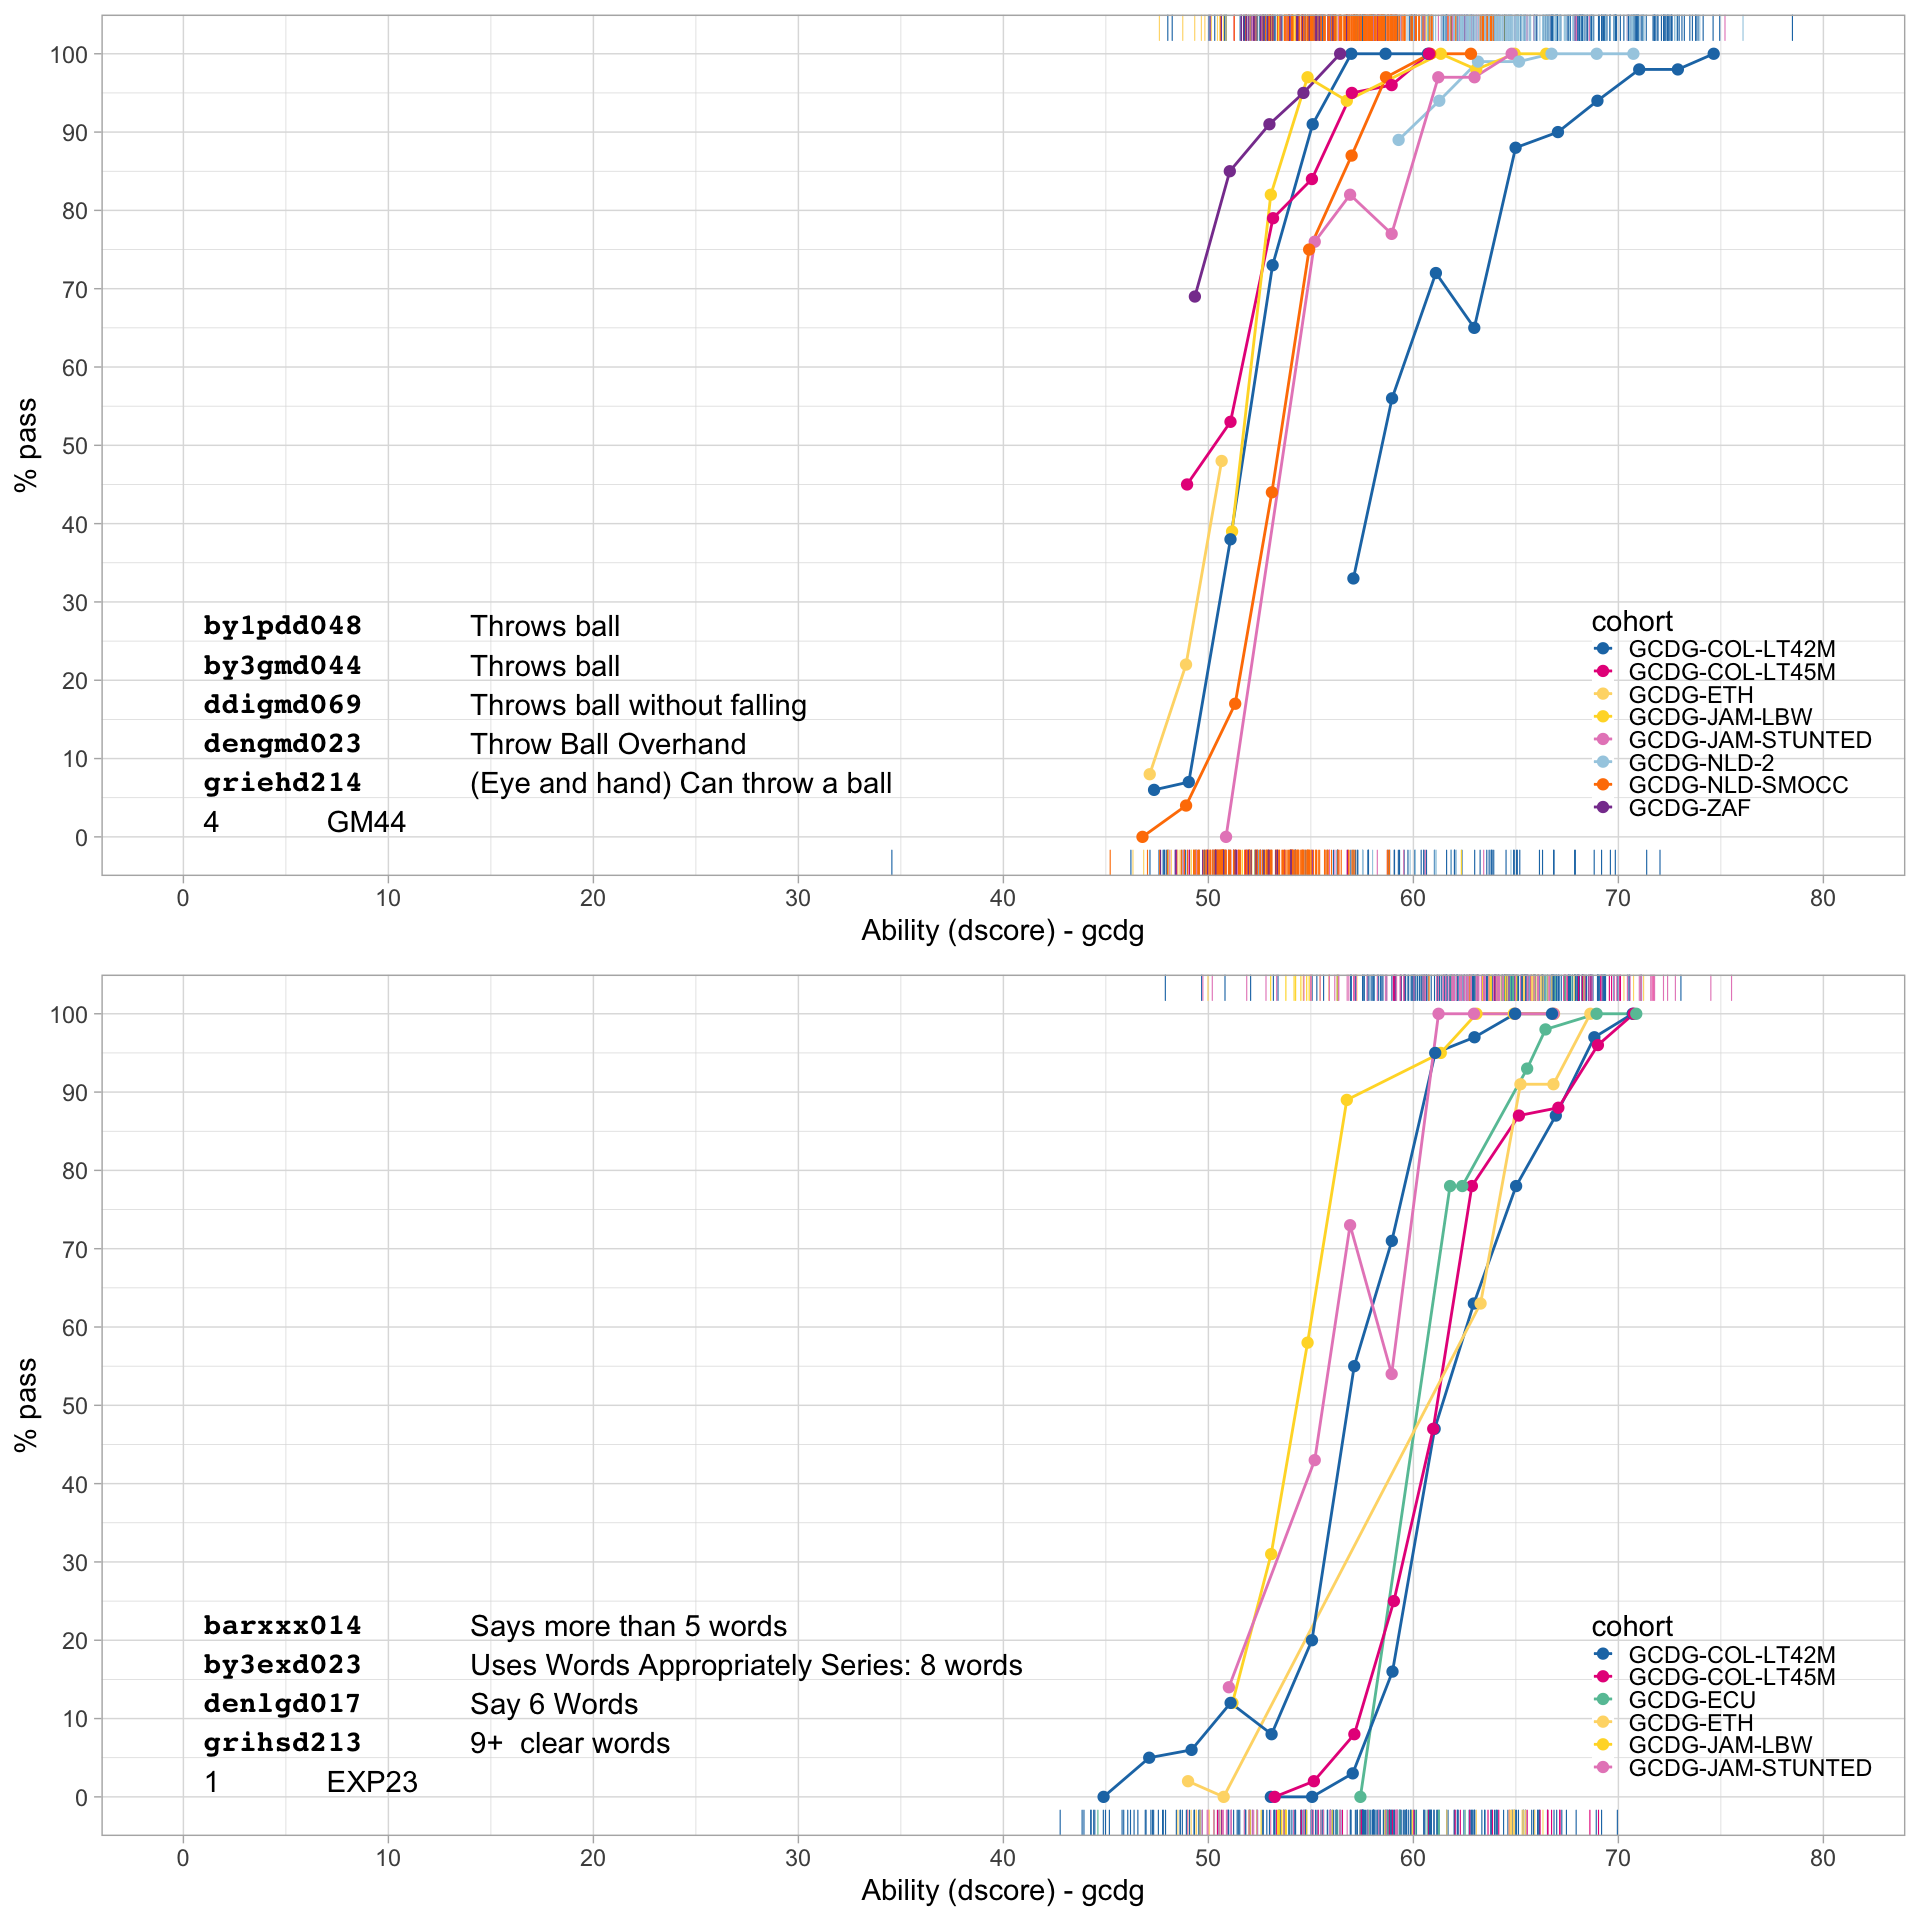 100
90
80
70
60
50
40
30
20
10
0
% pass
by1pdd048 Throws ball
by3gmd044 Throws ball
ddigmd069 Throws ball without falling
dengmd023 Throw Ball Overhand
griehd214 (Eye and hand) Can throw a ball
4 GM44
cohort
GCDG-COL-LT42M
GCDG-COL-LT45M
GCDG-ETH
GCDG-JAM-LBW
GCDG-JAM-STUNTED
GCDG-NLD-2
GCDG-NLD-SMOCC
GCDG-ZAF
0 10 20 30 40 50 60 70 80
Ability (dscore) - gcdg
100
90
80
70
60
50
40
30
20
10
0
% pass
barxxx014 Says more than 5 words
by3exd023 Uses Words Appropriately Series: 8 words
denlgd017 Say 6 Words
grihsd213 9+  clear words
1 EXP23
cohort
GCDG-COL-LT42M
GCDG-COL-LT45M
GCDG-ECU
GCDG-ETH
GCDG-JAM-LBW
GCDG-JAM-STUNTED
0 10 20 30 40 50 60 70 80
Ability (dscore) - gcdg